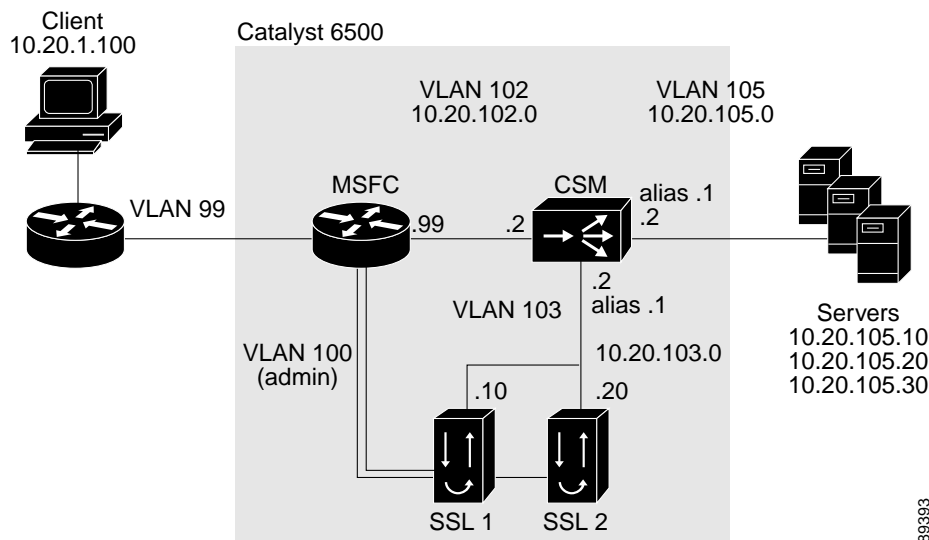 Client
10.20.1.100
Catalyst 6500
VLAN 102
10.20.102.0
VLAN 105
10.20.105.0
MSFC
CSM
alias .1
.2
VLAN 99
.99
.2
.2
alias .1
VLAN 103
10.20.103.0
VLAN 100
(admin)
.10
.20
Servers
10.20.105.10
10.20.105.20
10.20.105.30
SSL 1
SSL 2
89393